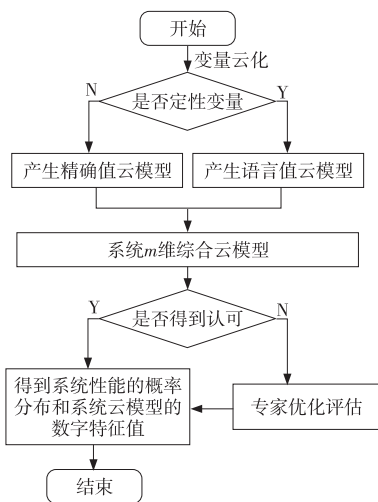 开始
变量云化
N
是否定性变量
Y
产生精确值云模型
产生语言值云模型
系统m维综合云模型
Y
是否得到认可
N
得到系统性能的概率
分布和系统云模型的
数字特征值
专家优化评估
结束